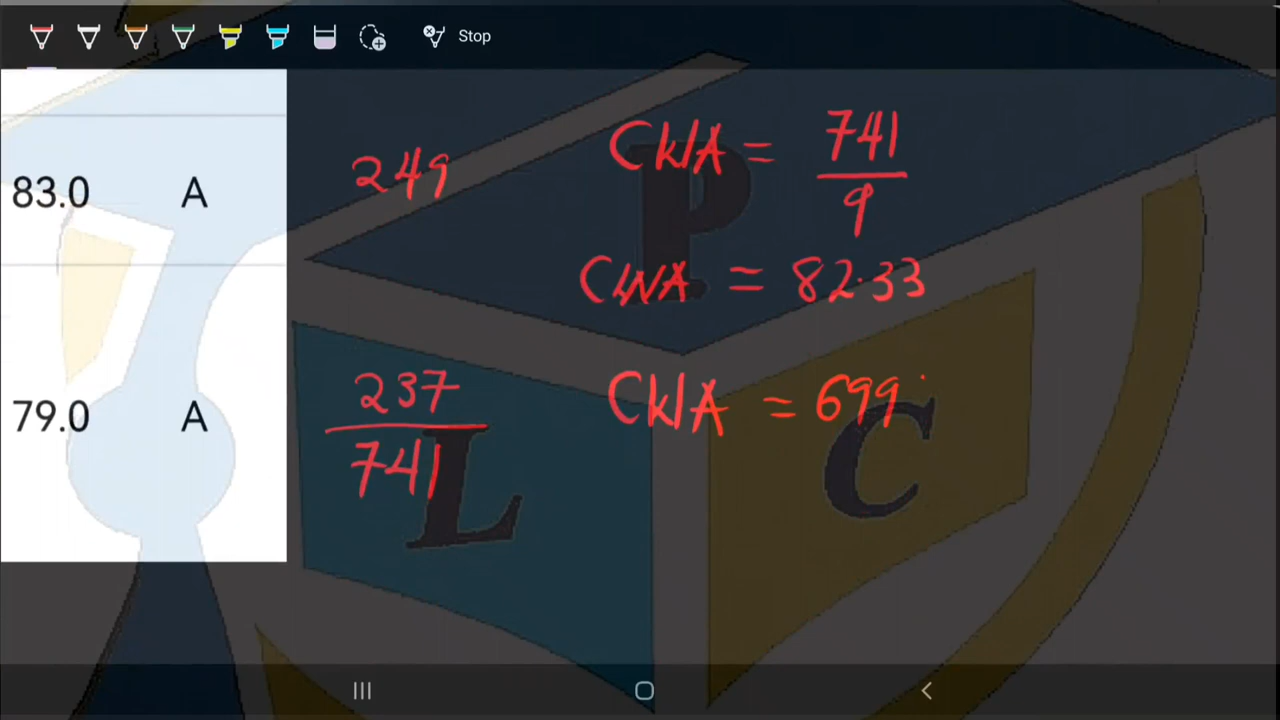 Stop
83.0 A
249
CWA = 741
9
CWA = 82.33
P
79.0 A
237
741
CWA = 699
L
C